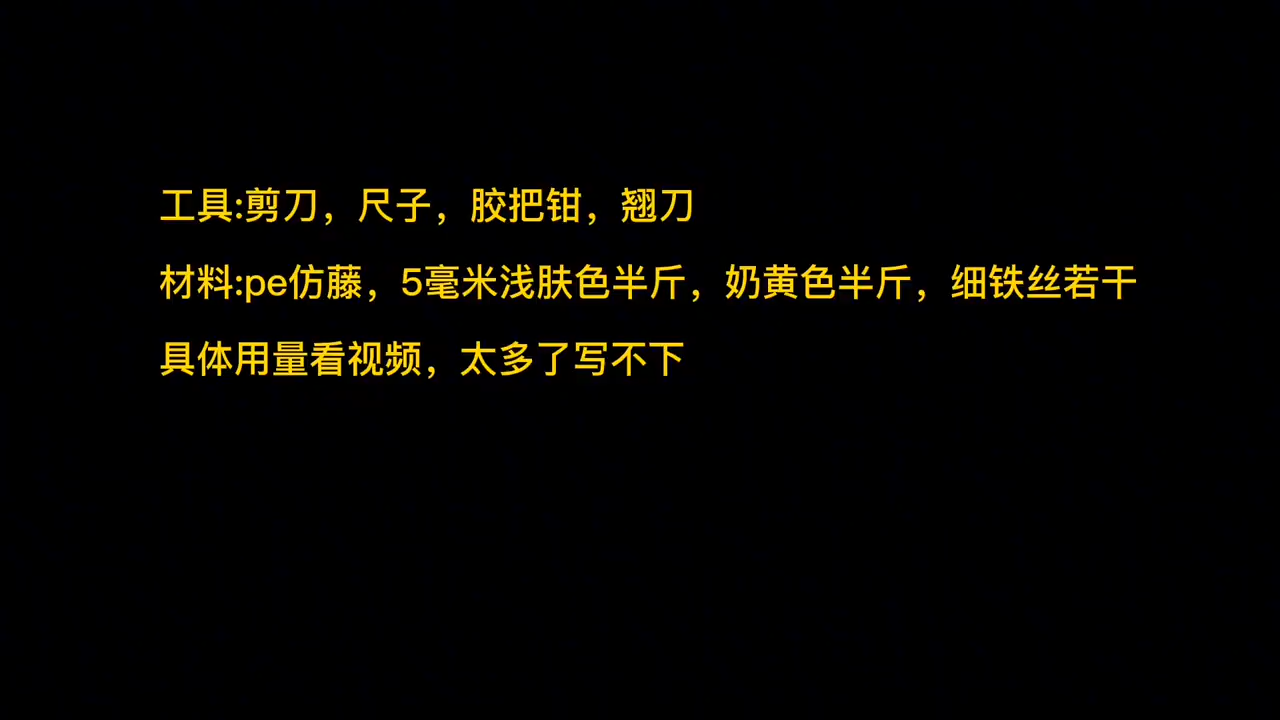 工具:剪刀，尺子，胶把钳，翘刀
材料:pe仿藤，5毫米浅肤色半斤，奶黄色半斤，细铁丝若干
具体用量看视频，太多了写不下